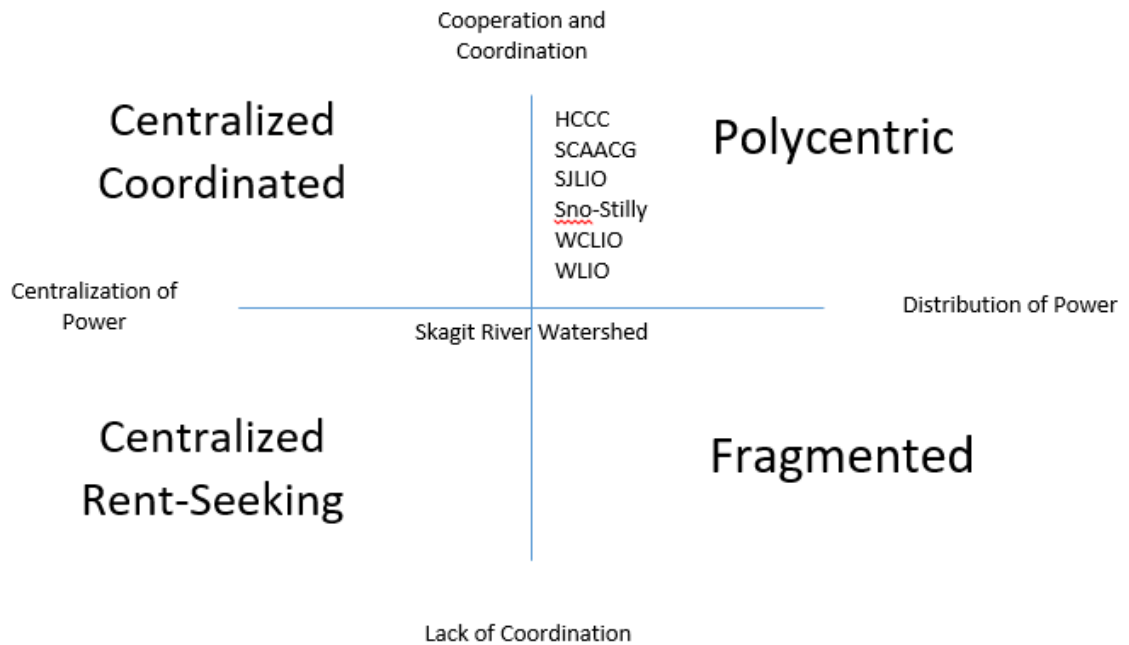 Cooperation and
Coordination
Centralized
Coordinated
HCCC
SCAACG
SJLIO
Sno-Stilly
WCLIO
WLIO
Polycentric
Centralization of
Power
Distribution of Power
Skagit River Watershed
Centralized
Rent-Seeking
Fragmented
Lack of Coordination